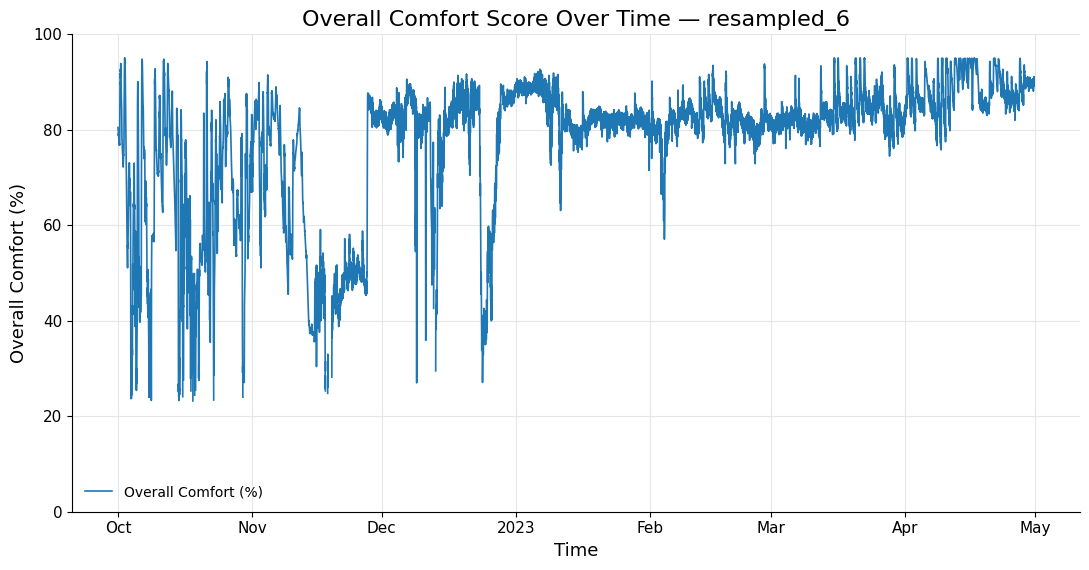 Overall Comfort Score Over Time — resampled_6
Overall Comfort (%)
100
80
60
40
20
0
Overall Comfort (%)
Oct Nov Dec 2023 Feb Mar Apr May
Time